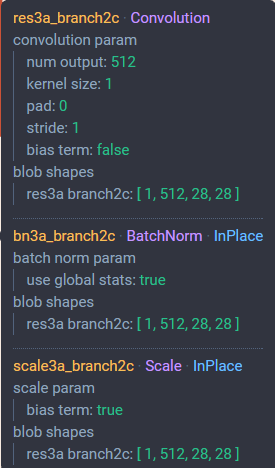 res3a_branch2c · Convolution
convolution param
num output: 512
kernel size: 1
pad: 0
stride: 1
bias term: false
blob shapes
res3a branch2c: [ 1, 512, 28, 28 ]
bn3a_branch2c · BatchNorm · InPlace
batch norm param
use global stats: true
blob shapes
res3a branch2c: [ 1, 512, 28, 28 ]
scale3a_branch2c · Scale · InPlace
scale param
bias term: true
blob shapes
res3a branch2c: [ 1, 512, 28, 28 ]